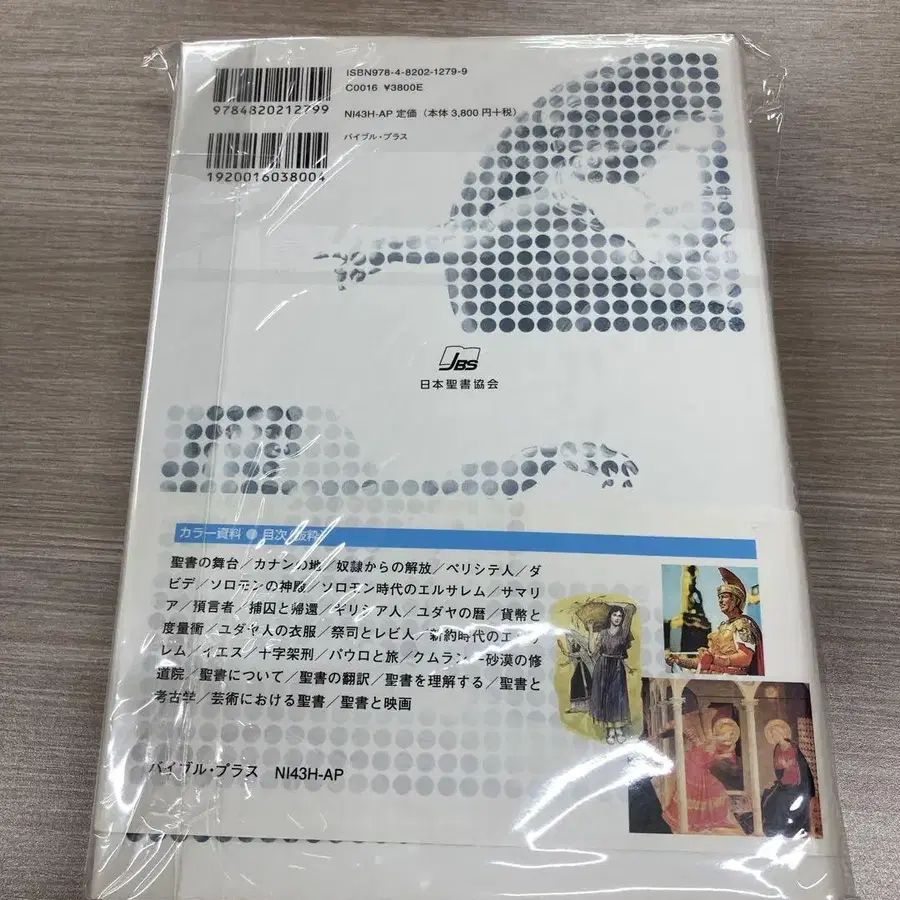 ISBN978-4-8202-1279-9
C0016 ¥3800E
9784820212799
NI43H-AP 定価（本体 3,800 円+税）
バイブル・プラス
1920016038004
JBS
日本聖書協会
カラー資料 ● 目次 抜粋
聖書の舞台／カナンの地／奴隷からの解放／ペリシテ人／ダ
ビデ／ソロモンの神殿／ソロモン時代のエルサレム／サマリ
ア／預言者／捕囚と帰還／ギリシア人／ユダヤの暦／貨幣と
度量衡／ユダヤ人の衣服／祭司とレビ人／新約時代のエルサ
レム／イエス／十字架刑／パウロと旅／クムラン－砂漠の修
道院／聖書について／聖書の翻訳／聖書を理解する／聖書と
考古学／芸術における聖書／聖書と映画
バイブル・プラス NI43H-AP